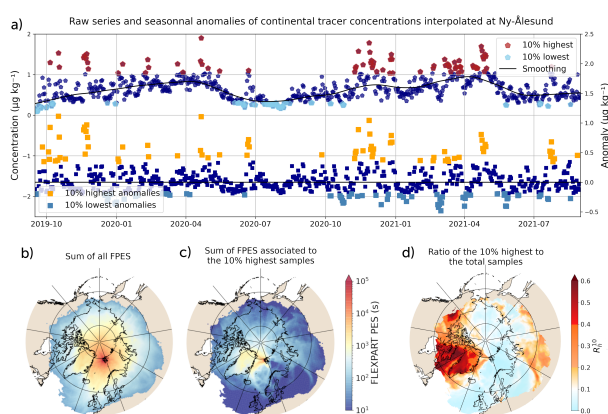 Raw series and seasonnal anomalies of continental tracer concentrations interpolated at Ny-Ålesund
a)
2
1
0
−1
−2
Concentration (µg kg⁻¹)
2.5
2.0
1.5
1.0
0.5
0.0
Anomaly (µg kg⁻¹)
10% highest
10% lowest
Smoothing
10% highest anomalies
10% lowest anomalies
2019-10
2020-01
2020-04
2020-07
2020-10
2021-01
2021-04
2021-07
b)
Sum of all FPES
c)
Sum of FPES associated to
the 10% highest samples
10⁵
10⁴
10³
10²
10¹
FLEXPART PES (s)
d)
Ratio of the 10% highest to
the total samples
0.6
0.5
0.4
0.3
0.2
0.1
0.0